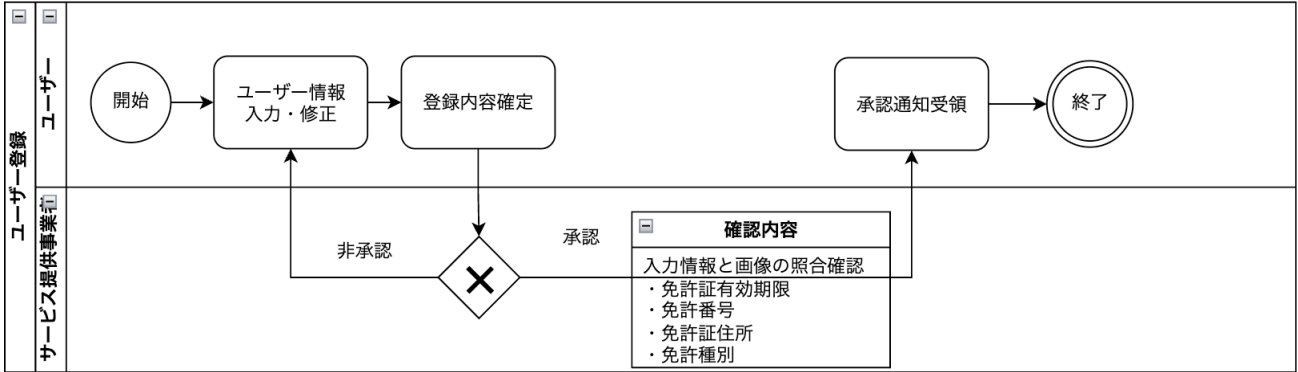 ユーザー登録
ユーザー
開始
ユーザー情報
入力・修正
登録内容確定
承認通知受領
終了
サービス提供事業者
非承認
承認
確認内容
入力情報と画像の照合確認
・免許証有効期限
・免許番号
・免許証住所
・免許種別